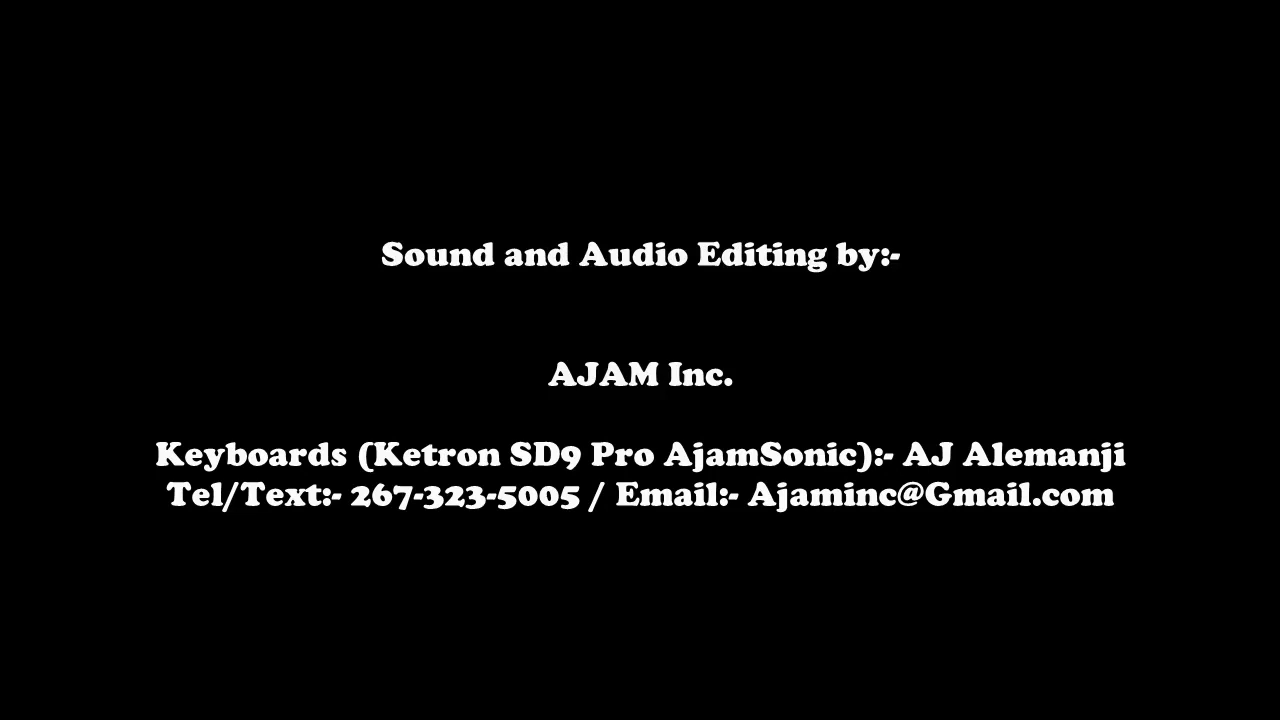 Sound and Audio Editing by:-
AJAM Inc.
Keyboards (Ketron SD9 Pro AjamSonic):- AJ Alemanji
Tel/Text:- 267-323-5005 / Email:- Ajaminc@Gmail.com